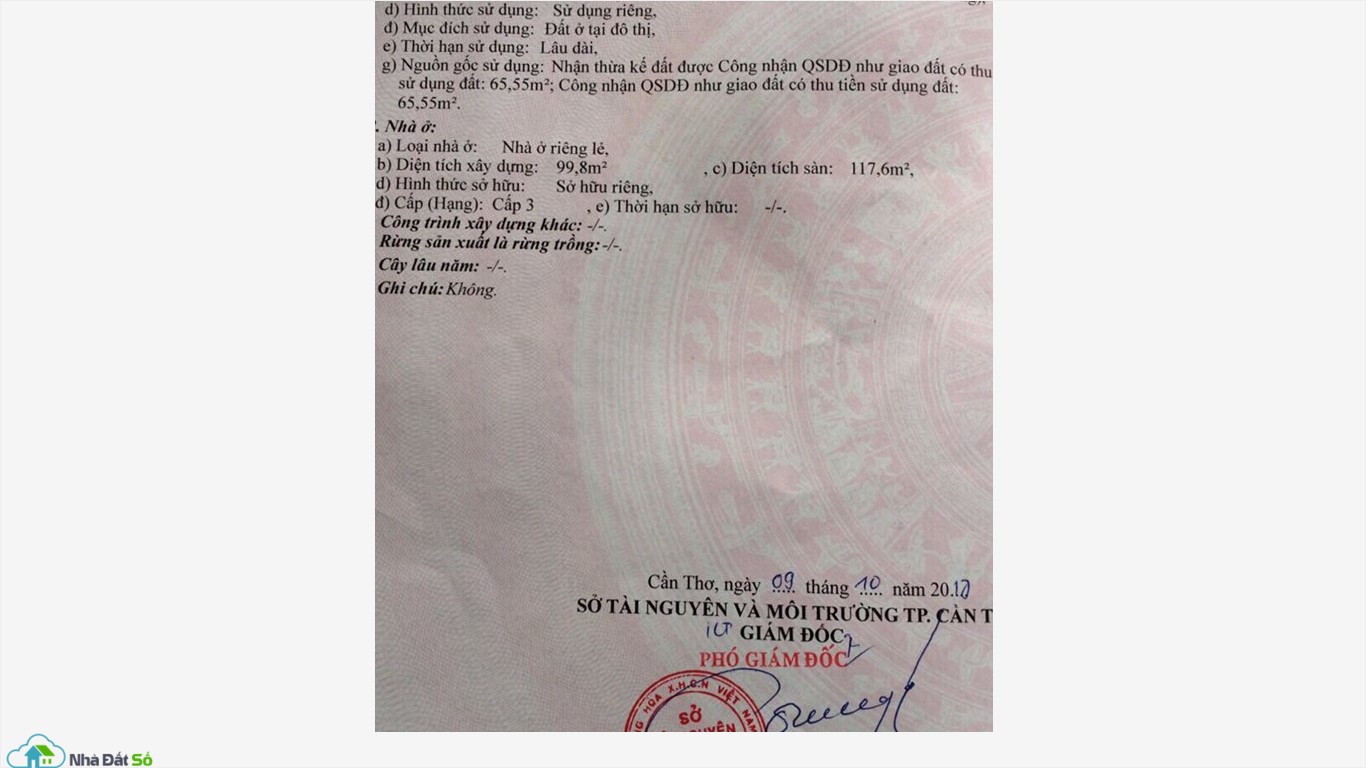 d) Hình thức sử dụng: Sử dụng riêng,
đ) Mục đích sử dụng: Đất ở tại đô thị,
e) Thời hạn sử dụng: Lâu dài,
g) Nguồn gốc sử dụng: Nhận thừa kế đất được Công nhận QSDĐ như giao đất có thu
sử dụng đất: 65,55m²; Công nhận QSDĐ như giao đất có thu tiền sử dụng đất:
65,55m².
. Nhà ở:
a) Loại nhà ở: Nhà ở riêng lẻ,
b) Diện tích xây dựng: 99,8m² , c) Diện tích sàn: 117,6m²,
d) Hình thức sở hữu: Sở hữu riêng,
đ) Cấp (Hạng): Cấp 3 , e) Thời hạn sở hữu: -/-.
Công trình xây dựng khác: -/-.
Rừng sản xuất là rừng trồng: -/-.
Cây lâu năm: -/-.
Ghi chú: Không.
Cần Thơ, ngày 09 tháng 10 năm 20.
SỞ TÀI NGUYÊN VÀ MÔI TRƯỜNG TP. CẦN T
GIÁM ĐỐC
PHÓ GIÁM ĐỐC
HÒA X.H.C.N VIỆT NAM
SỞ
Nhà Đất Số